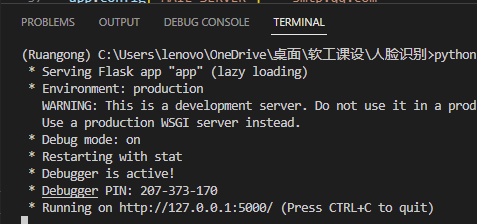 PROBLEMS OUTPUT DEBUG CONSOLE TERMINAL
(Ruangong) C:\Users\lenovo\OneDrive\桌面\软工课设\人脸识别>python
* Serving Flask app "app" (lazy loading)
* Environment: production
WARNING: This is a development server. Do not use it in a prod
Use a production WSGI server instead.
* Debug mode: on
* Restarting with stat
* Debugger is active!
* Debugger PIN: 207-373-170
* Running on http://127.0.0.1:5000/ (Press CTRL+C to quit)